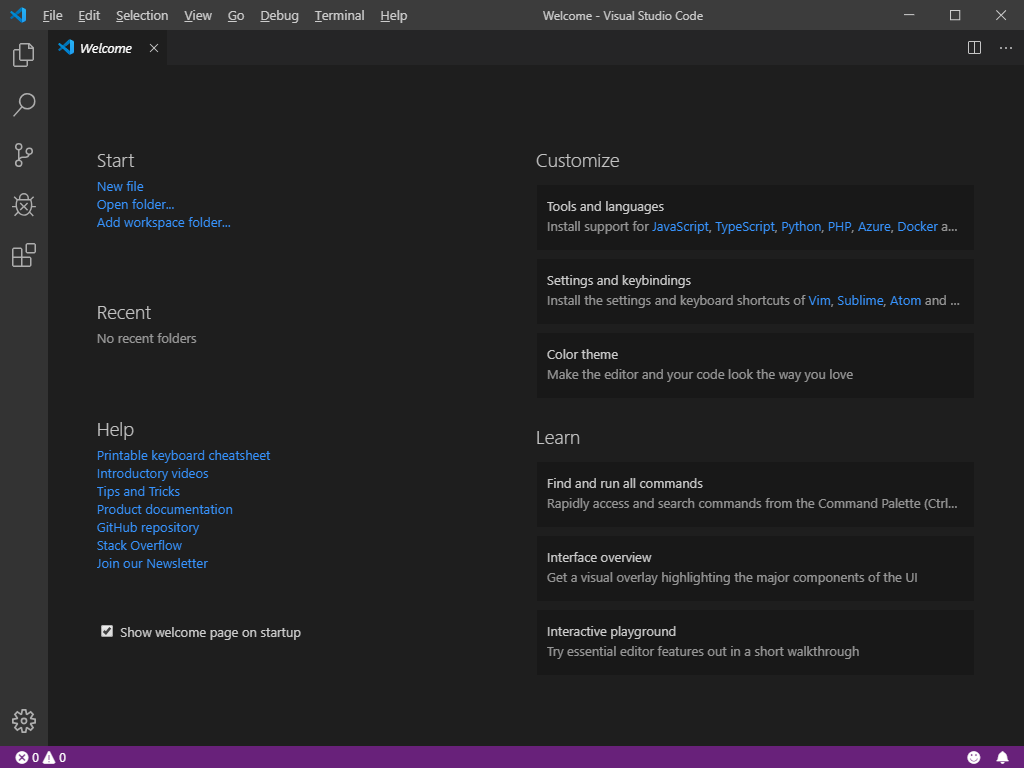 File Edit Selection View Go Debug Terminal Help Welcome - Visual Studio Code
Welcome
Start
New file
Open folder...
Add workspace folder...
Recent
No recent folders
Help
Printable keyboard cheatsheet
Introductory videos
Tips and Tricks
Product documentation
GitHub repository
Stack Overflow
Join our Newsletter
Show welcome page on startup
Customize
Tools and languages
Install support for JavaScript, TypeScript, Python, PHP, Azure, Docker a...
Settings and keybindings
Install the settings and keyboard shortcuts of Vim, Sublime, Atom and ...
Color theme
Make the editor and your code look the way you love
Learn
Find and run all commands
Rapidly access and search commands from the Command Palette (Ctrl...
Interface overview
Get a visual overlay highlighting the major components of the UI
Interactive playground
Try essential editor features out in a short walkthrough
0 0